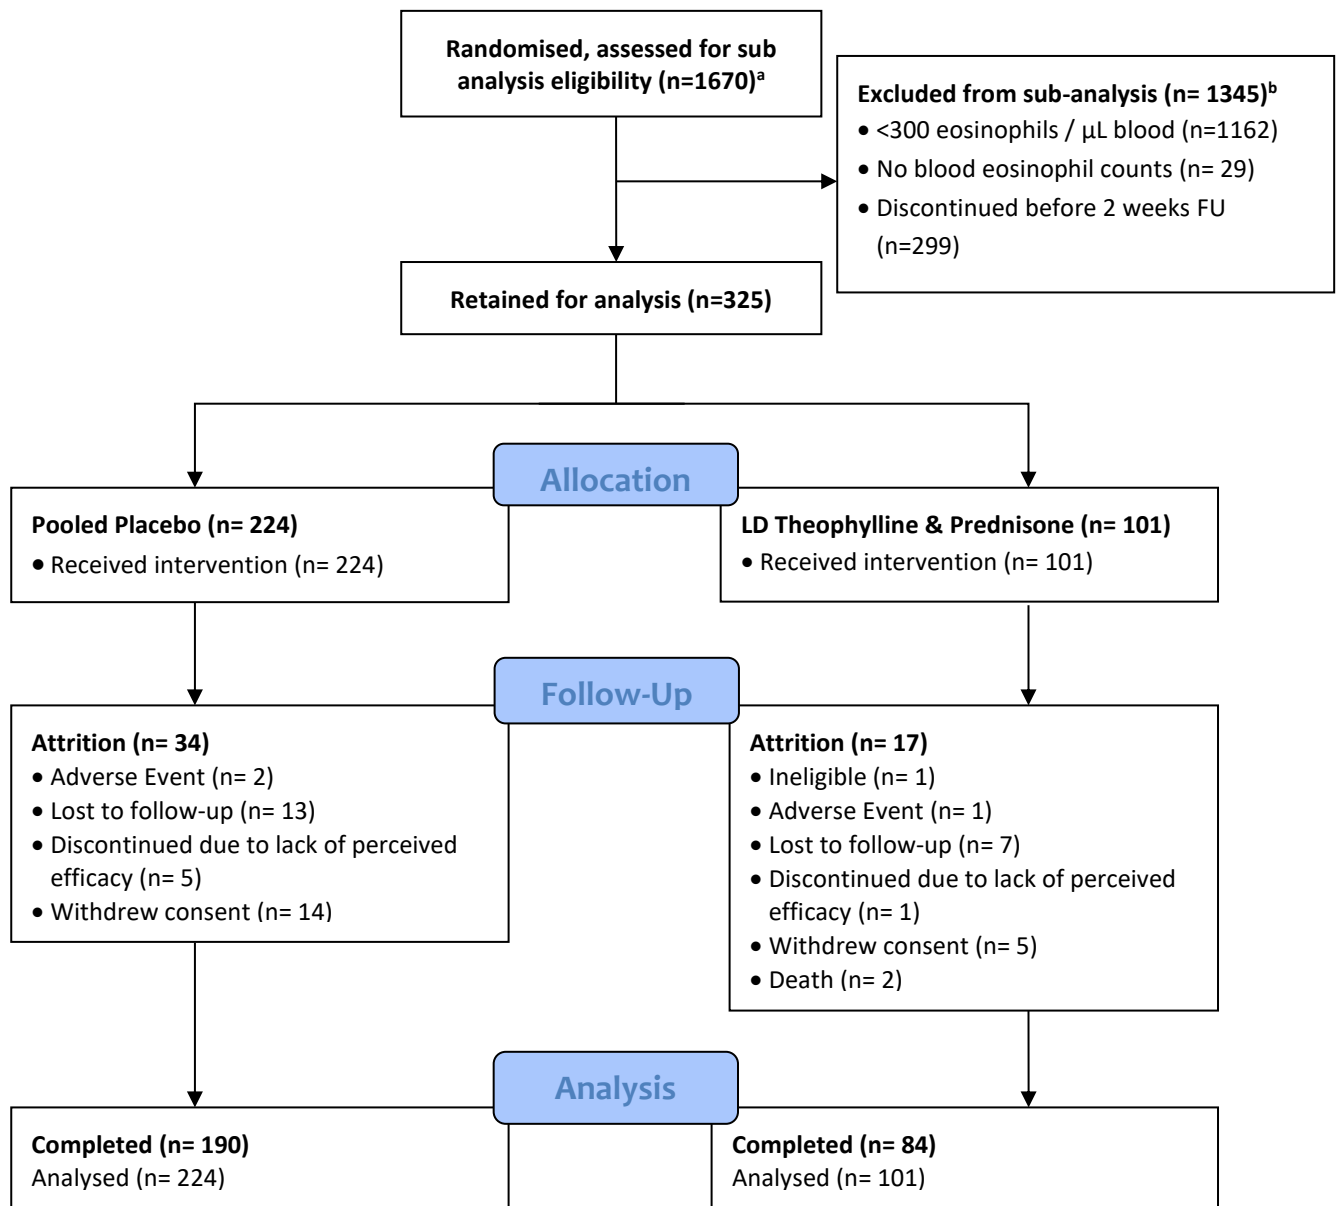 Randomised, assessed for sub
analysis eligibility (n=1670)ᵃ
Excluded from sub-analysis (n= 1345)ᵇ
• <300 eosinophils / µL blood (n=1162)
• No blood eosinophil counts (n= 29)
• Discontinued before 2 weeks FU
(n=299)
Retained for analysis (n=325)
Allocation
Pooled Placebo (n= 224)
• Received intervention (n= 224)
LD Theophylline & Prednisone (n= 101)
• Received intervention (n= 101)
Follow-Up
Attrition (n= 34)
• Adverse Event (n= 2)
• Lost to follow-up (n= 13)
• Discontinued due to lack of perceived
efficacy (n= 5)
• Withdrew consent (n= 14)
Attrition (n= 17)
• Ineligible (n= 1)
• Adverse Event (n= 1)
• Lost to follow-up (n= 7)
• Discontinued due to lack of perceived
efficacy (n= 1)
• Withdrew consent (n= 5)
• Death (n= 2)
Analysis
Completed (n= 190)
Analysed (n= 224)
Completed (n= 84)
Analysed (n= 101)